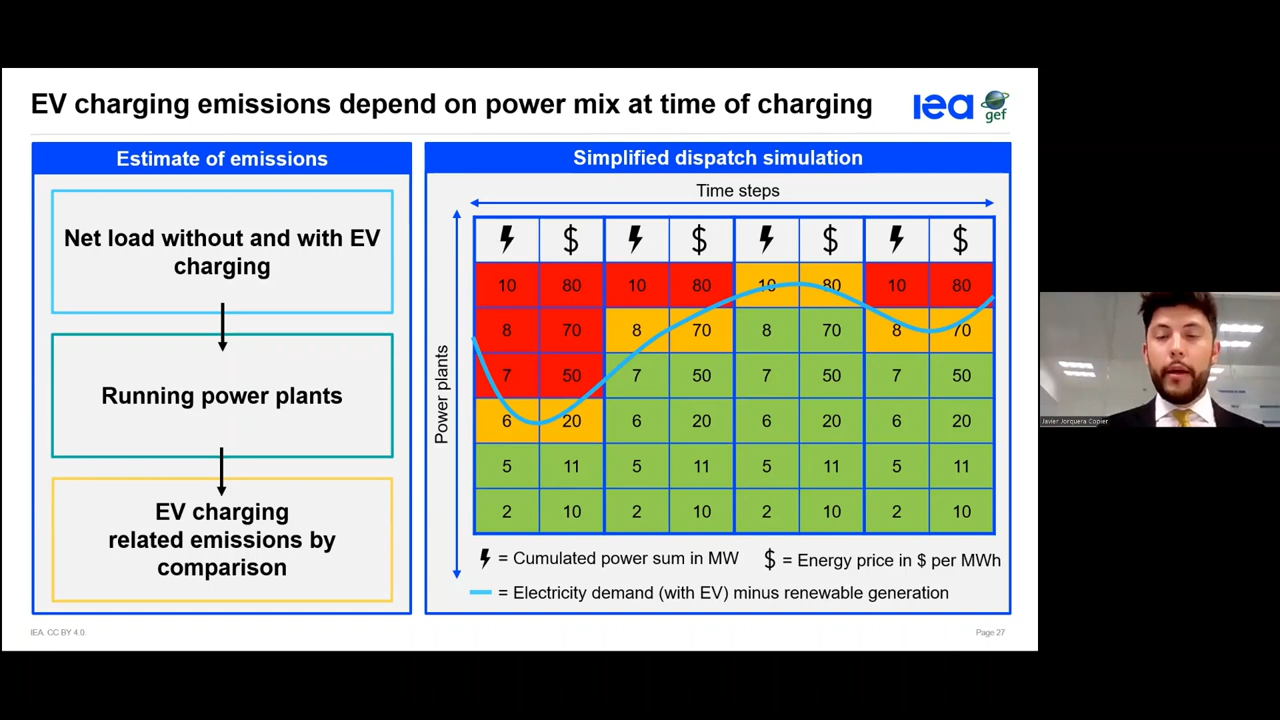 EV charging emissions depend on power mix at time of charging
iea
gef
Estimate of emissions
Net load without and with EV
charging
Running power plants
EV charging
related emissions by
comparison
Simplified dispatch simulation
Time steps
Power plants
$ $ $ $
10 80 10 80 10 80 10 80
8 70 8 70 8 70 8 70
7 50 7 50 7 50 7 50
6 20 6 20 6 20 6 20
5 11 5 11 5 11 5 11
2 10 2 10 2 10 2 10
= Cumulated power sum in MW
$ = Energy price in $ per MWh
= Electricity demand (with EV) minus renewable generation
IEA. CC BY 4.0.
Page 27
Javier Jorquera Copier